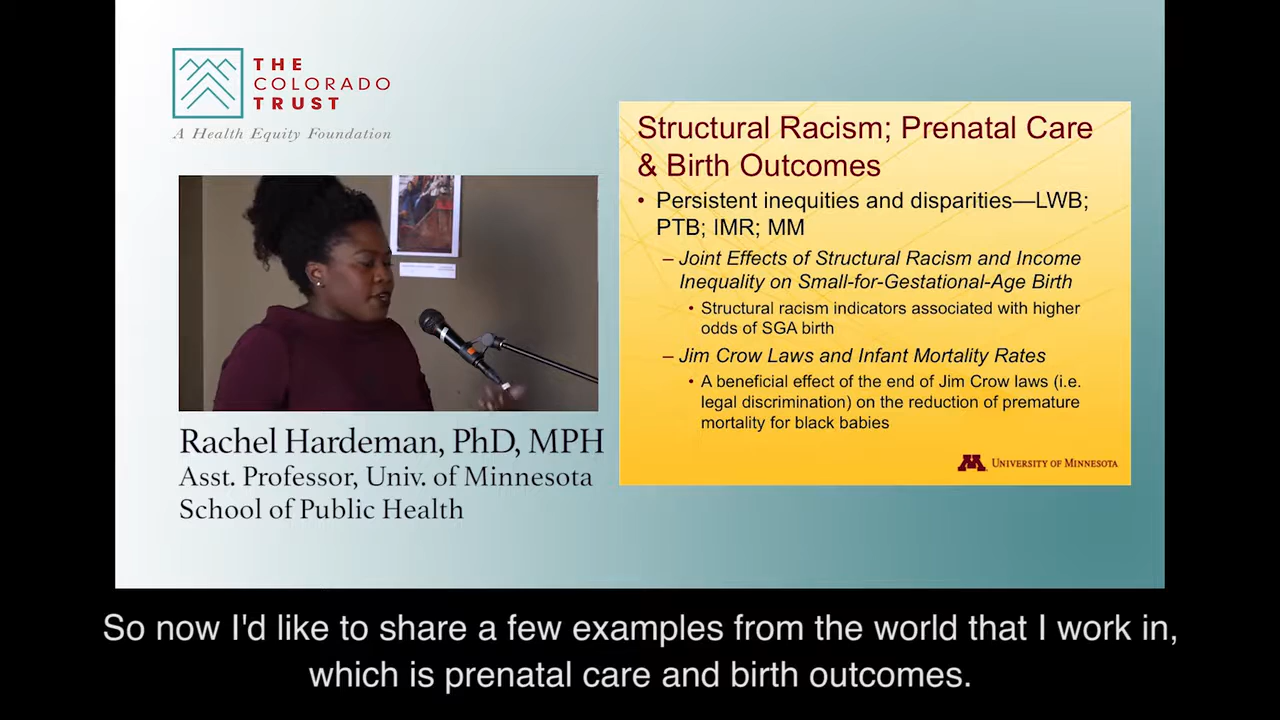 THE
COLORADO
TRUST
A Health Equity Foundation
Structural Racism; Prenatal Care
& Birth Outcomes
• Persistent inequities and disparities—LWB;
PTB; IMR; MM
– Joint Effects of Structural Racism and Income
Inequality on Small-for-Gestational-Age Birth
• Structural racism indicators associated with higher
odds of SGA birth
– Jim Crow Laws and Infant Mortality Rates
• A beneficial effect of the end of Jim Crow laws (i.e.
legal discrimination) on the reduction of premature
mortality for black babies
M UNIVERSITY OF MINNESOTA
Rachel Hardeman, PhD, MPH
Asst. Professor, Univ. of Minnesota
School of Public Health
So now I'd like to share a few examples from the world that I work in,
which is prenatal care and birth outcomes.